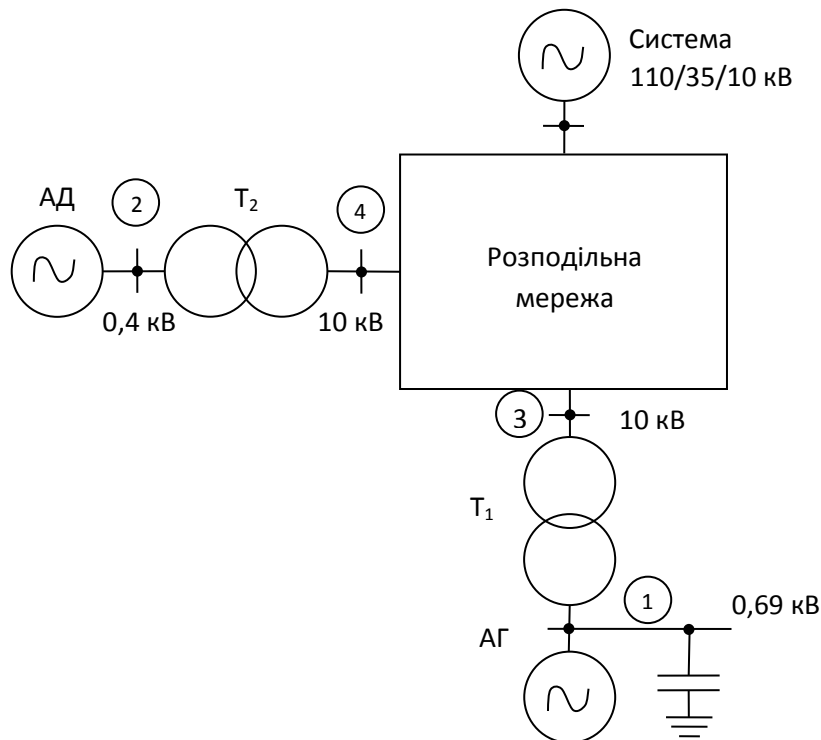 Система
110/35/10 кВ
АД
2
Т₂
4
Розподільна
мережа
0,4 кВ
10 кВ
3
10 кВ
Т₁
1
0,69 кВ
АГ